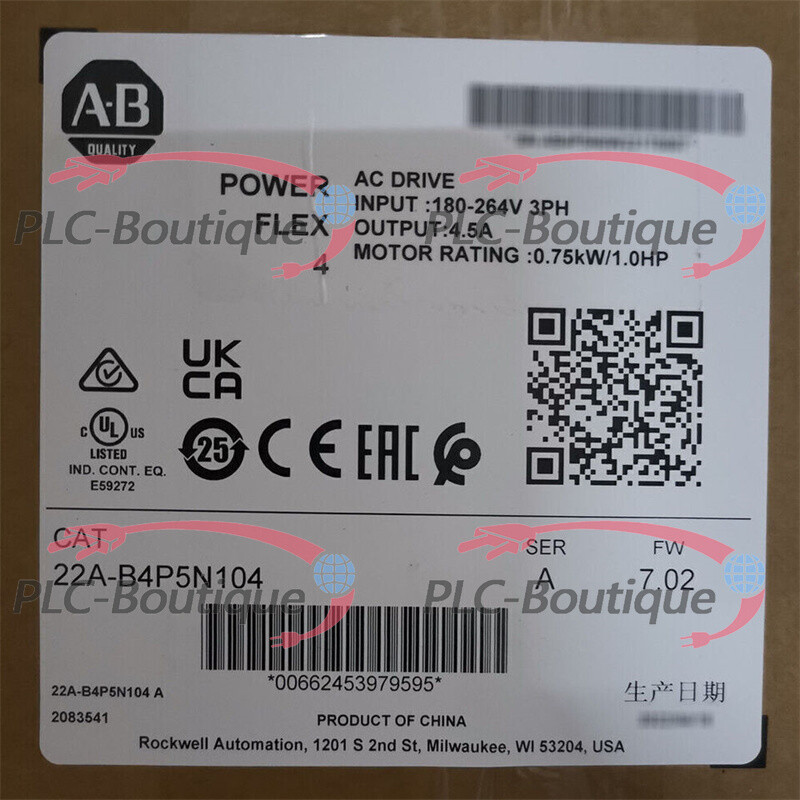 A-B
QUALITY
POWER
FLEX
4
AC DRIVE
INPUT :180-264V 3PH
OUTPUT:4.5A
MOTOR RATING :0.75kW/1.0HP
PLC-Boutique
PLC-Boutique
UK
CA
C UL US
LISTED
IND. CONT. EQ.
E59272
25
CE
EAC
CAT
22A-B4P5N104
SER
A
FW
7.02
PLC-Boutique
PLC-Boutique
*00662453979595*
22A-B4P5N104 A
2083541
生产日期
PRODUCT OF CHINA
Rockwell Automation, 1201 S 2nd St, Milwaukee, WI 53204, USA